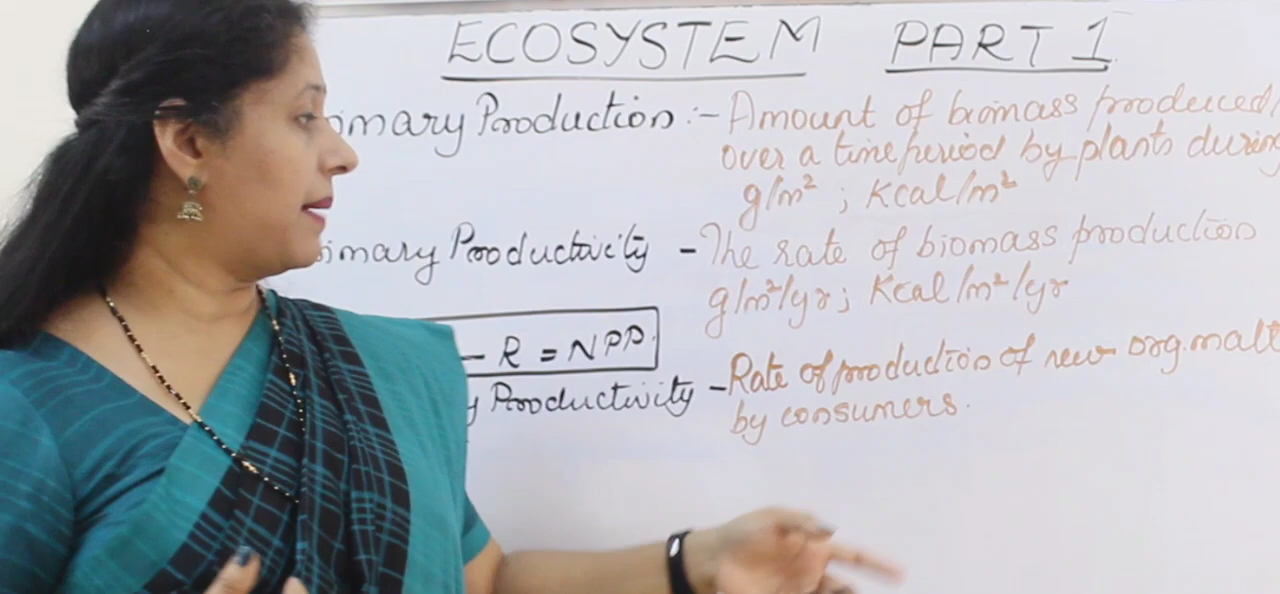 ECOSYSTEM PART 1
imary Production :- Amount of biomass produced
over a time period by plants during
g/m² ; Kcal/m²
imary Productivity - The rate of biomass production
g/m²/yr ; Kcal/m²/yr
- R = NPP.
y Productivity - Rate of production of new org. matt
by consumers.